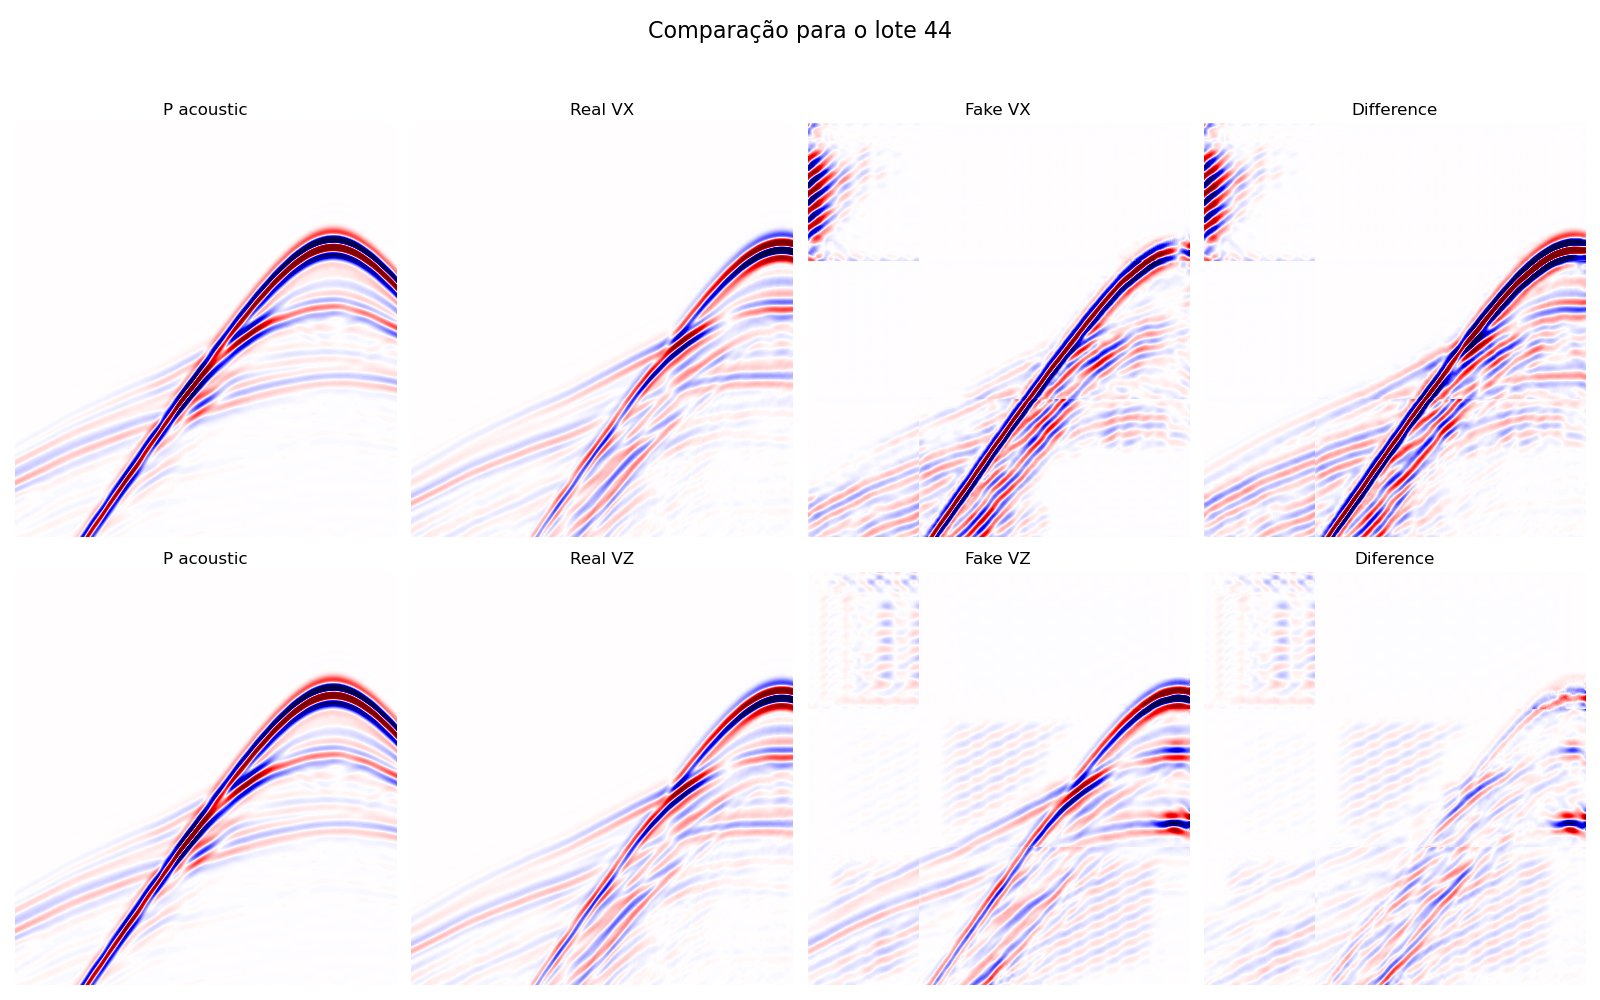 Comparação para o lote 44
P acoustic
Real VX
Fake VX
Difference
P acoustic
Real VZ
Fake VZ
Diference